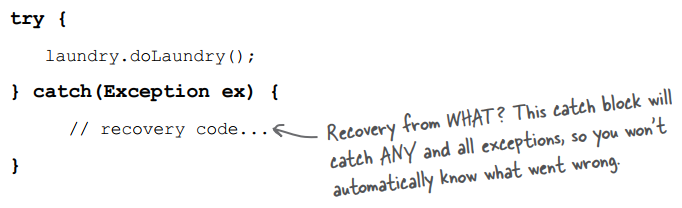 try {
laundry.doLaundry();
} catch(Exception ex) {
// recovery code...
}
Recovery from WHAT? This catch block will
catch ANY and all exceptions, so you won't
automatically know what went wrong.